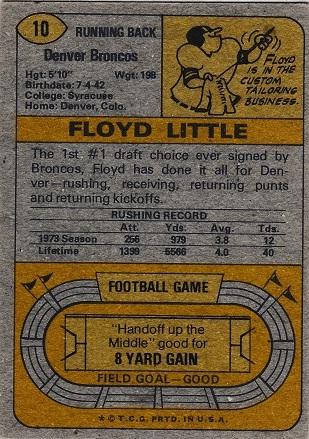 10
RUNNING BACK
Denver Broncos
Hgt: 5'10" Wgt: 198
Birthdate: 7-4-42
College: Syracuse
Home: Denver, Colo.
FLOYD
IS IN THE
CUSTOM
TAILORING
BUSINESS.
FLOYD LITTLE
The 1st #1 draft choice ever signed by
Broncos, Floyd has done it all for Den-
ver—rushing, receiving, returning punts
and returning kickoffs.
RUSHING RECORD
Att. Yds. Avg. Tds.
1973 Season 256 979 3.8 12
Lifetime 1399 5566 4.0 40
FOOTBALL GAME
"Handoff up the
Middle" good for
8 YARD GAIN
FIELD GOAL—GOOD
* © T.C.G. PRTD. IN U.S.A.